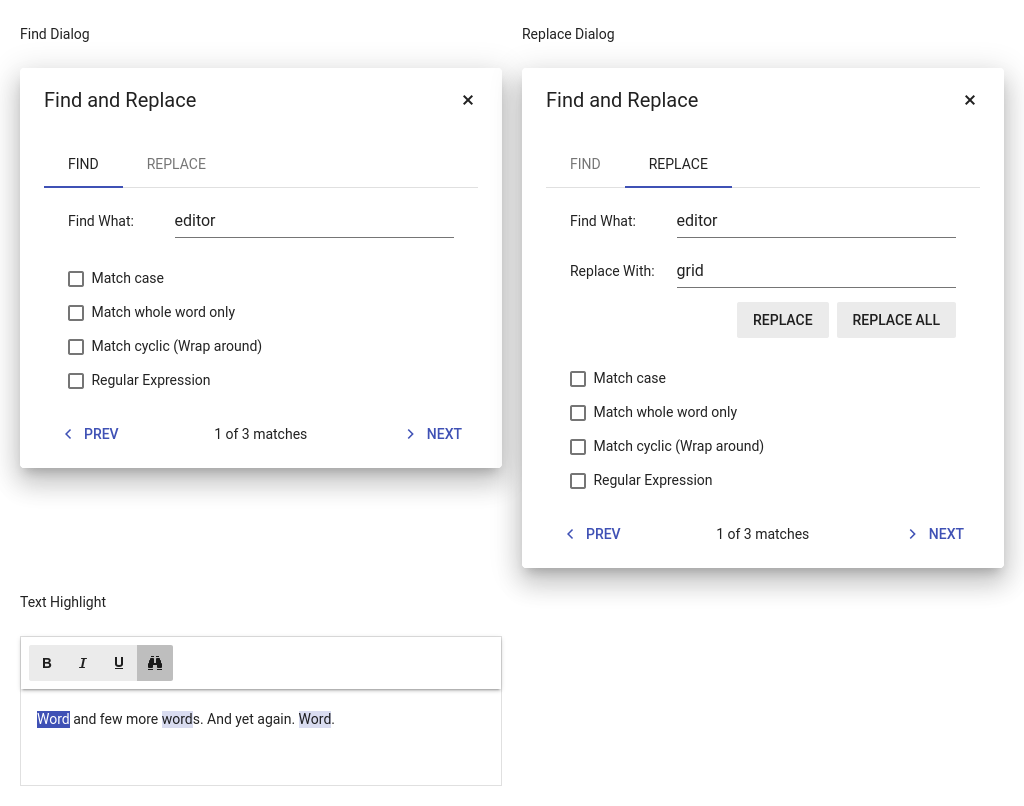 Find Dialog
Find and Replace
×
FIND REPLACE
Find What: editor
Match case
Match whole word only
Match cyclic (Wrap around)
Regular Expression
PREV 1 of 3 matches NEXT
Replace Dialog
Find and Replace
×
FIND REPLACE
Find What: editor
Replace With: grid
REPLACE REPLACE ALL
Match case
Match whole word only
Match cyclic (Wrap around)
Regular Expression
PREV 1 of 3 matches NEXT
Text Highlight
B I U
Word and few more words. And yet again. Word.